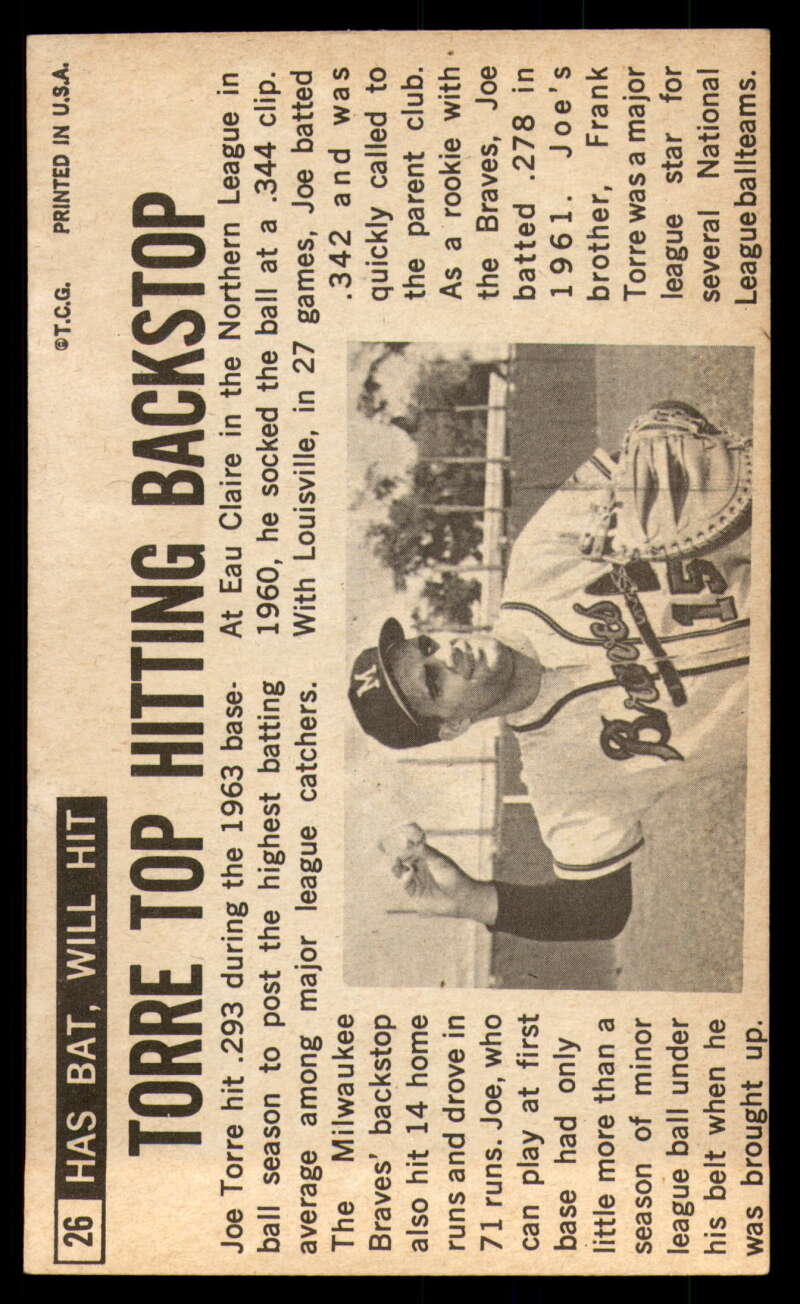 26 HAS BAT, WILL HIT
©T.C.G. PRINTED IN U.S.A.
TORRE TOP HITTING BACKSTOP
Joe Torre hit .293 during the 1963 base-
ball season to post the highest batting
average among major league catchers.
The Milwaukee
Braves' backstop
also hit 14 home
runs and drove in
71 runs. Joe, who
can play at first
base had only
little more than a
season of minor
league ball under
his belt when he
was brought up.
At Eau Claire in the Northern League in
1960, he socked the ball at a .344 clip.
With Louisville, in 27 games, Joe batted
.342 and was
quickly called to
the parent club.
As a rookie with
the Braves, Joe
batted .278 in
1961. Joe's
brother, Frank
Torre was a major
league star for
several National
League ballteams.
M
Braves
15